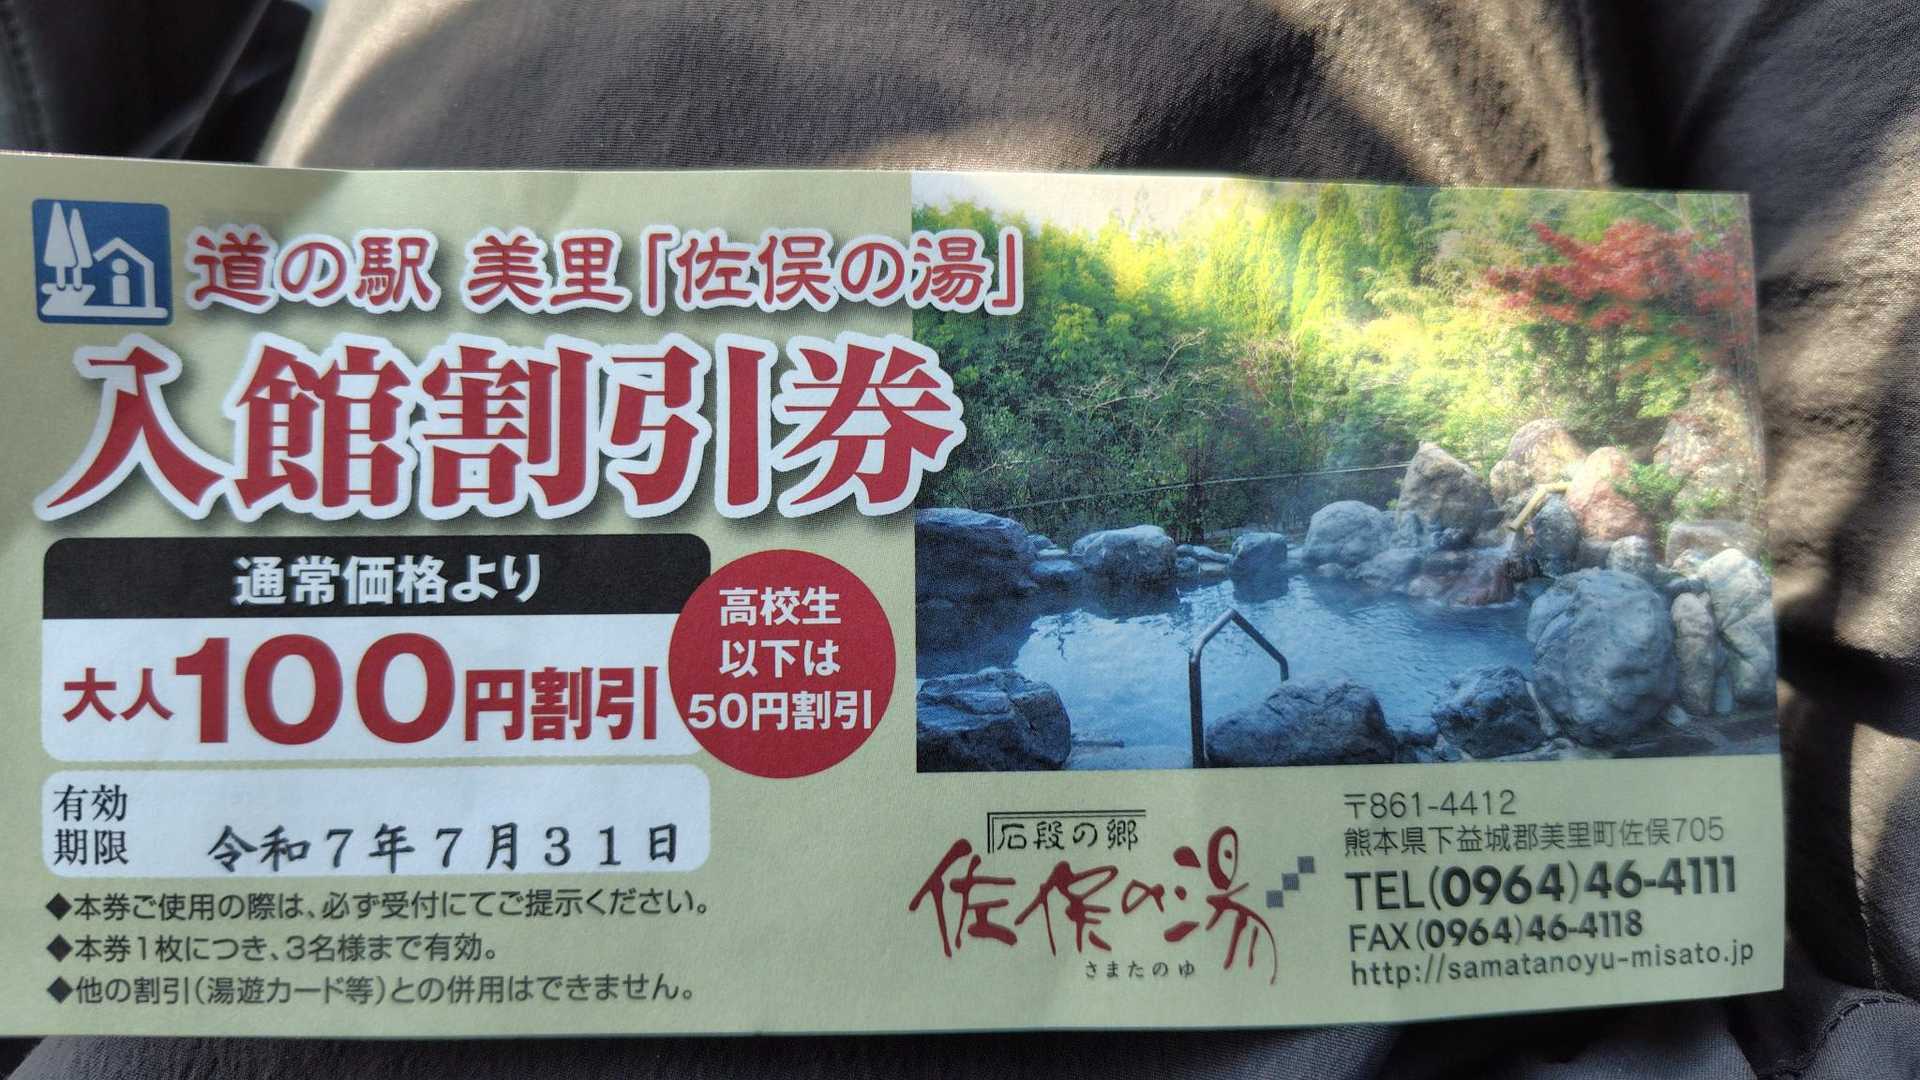 道の駅 美里「佐俣の湯」
入館割引券
通常価格より
大人100円割引
高校生
以下は
50円割引
有効
期限
令和7年7月31日
◆本券ご使用の際は、必ず受付にてご提示ください。
◆本券1枚につき、3名様まで有効。
◆他の割引(湯遊カード等)との併用はできません。
石段の郷
佐俣の湯
さまたのゆ
〒861-4412
熊本県下益城郡美里町佐俣705
TEL(0964)46-4111
FAX(0964)46-4118
http://samatanoyu-misato.jp